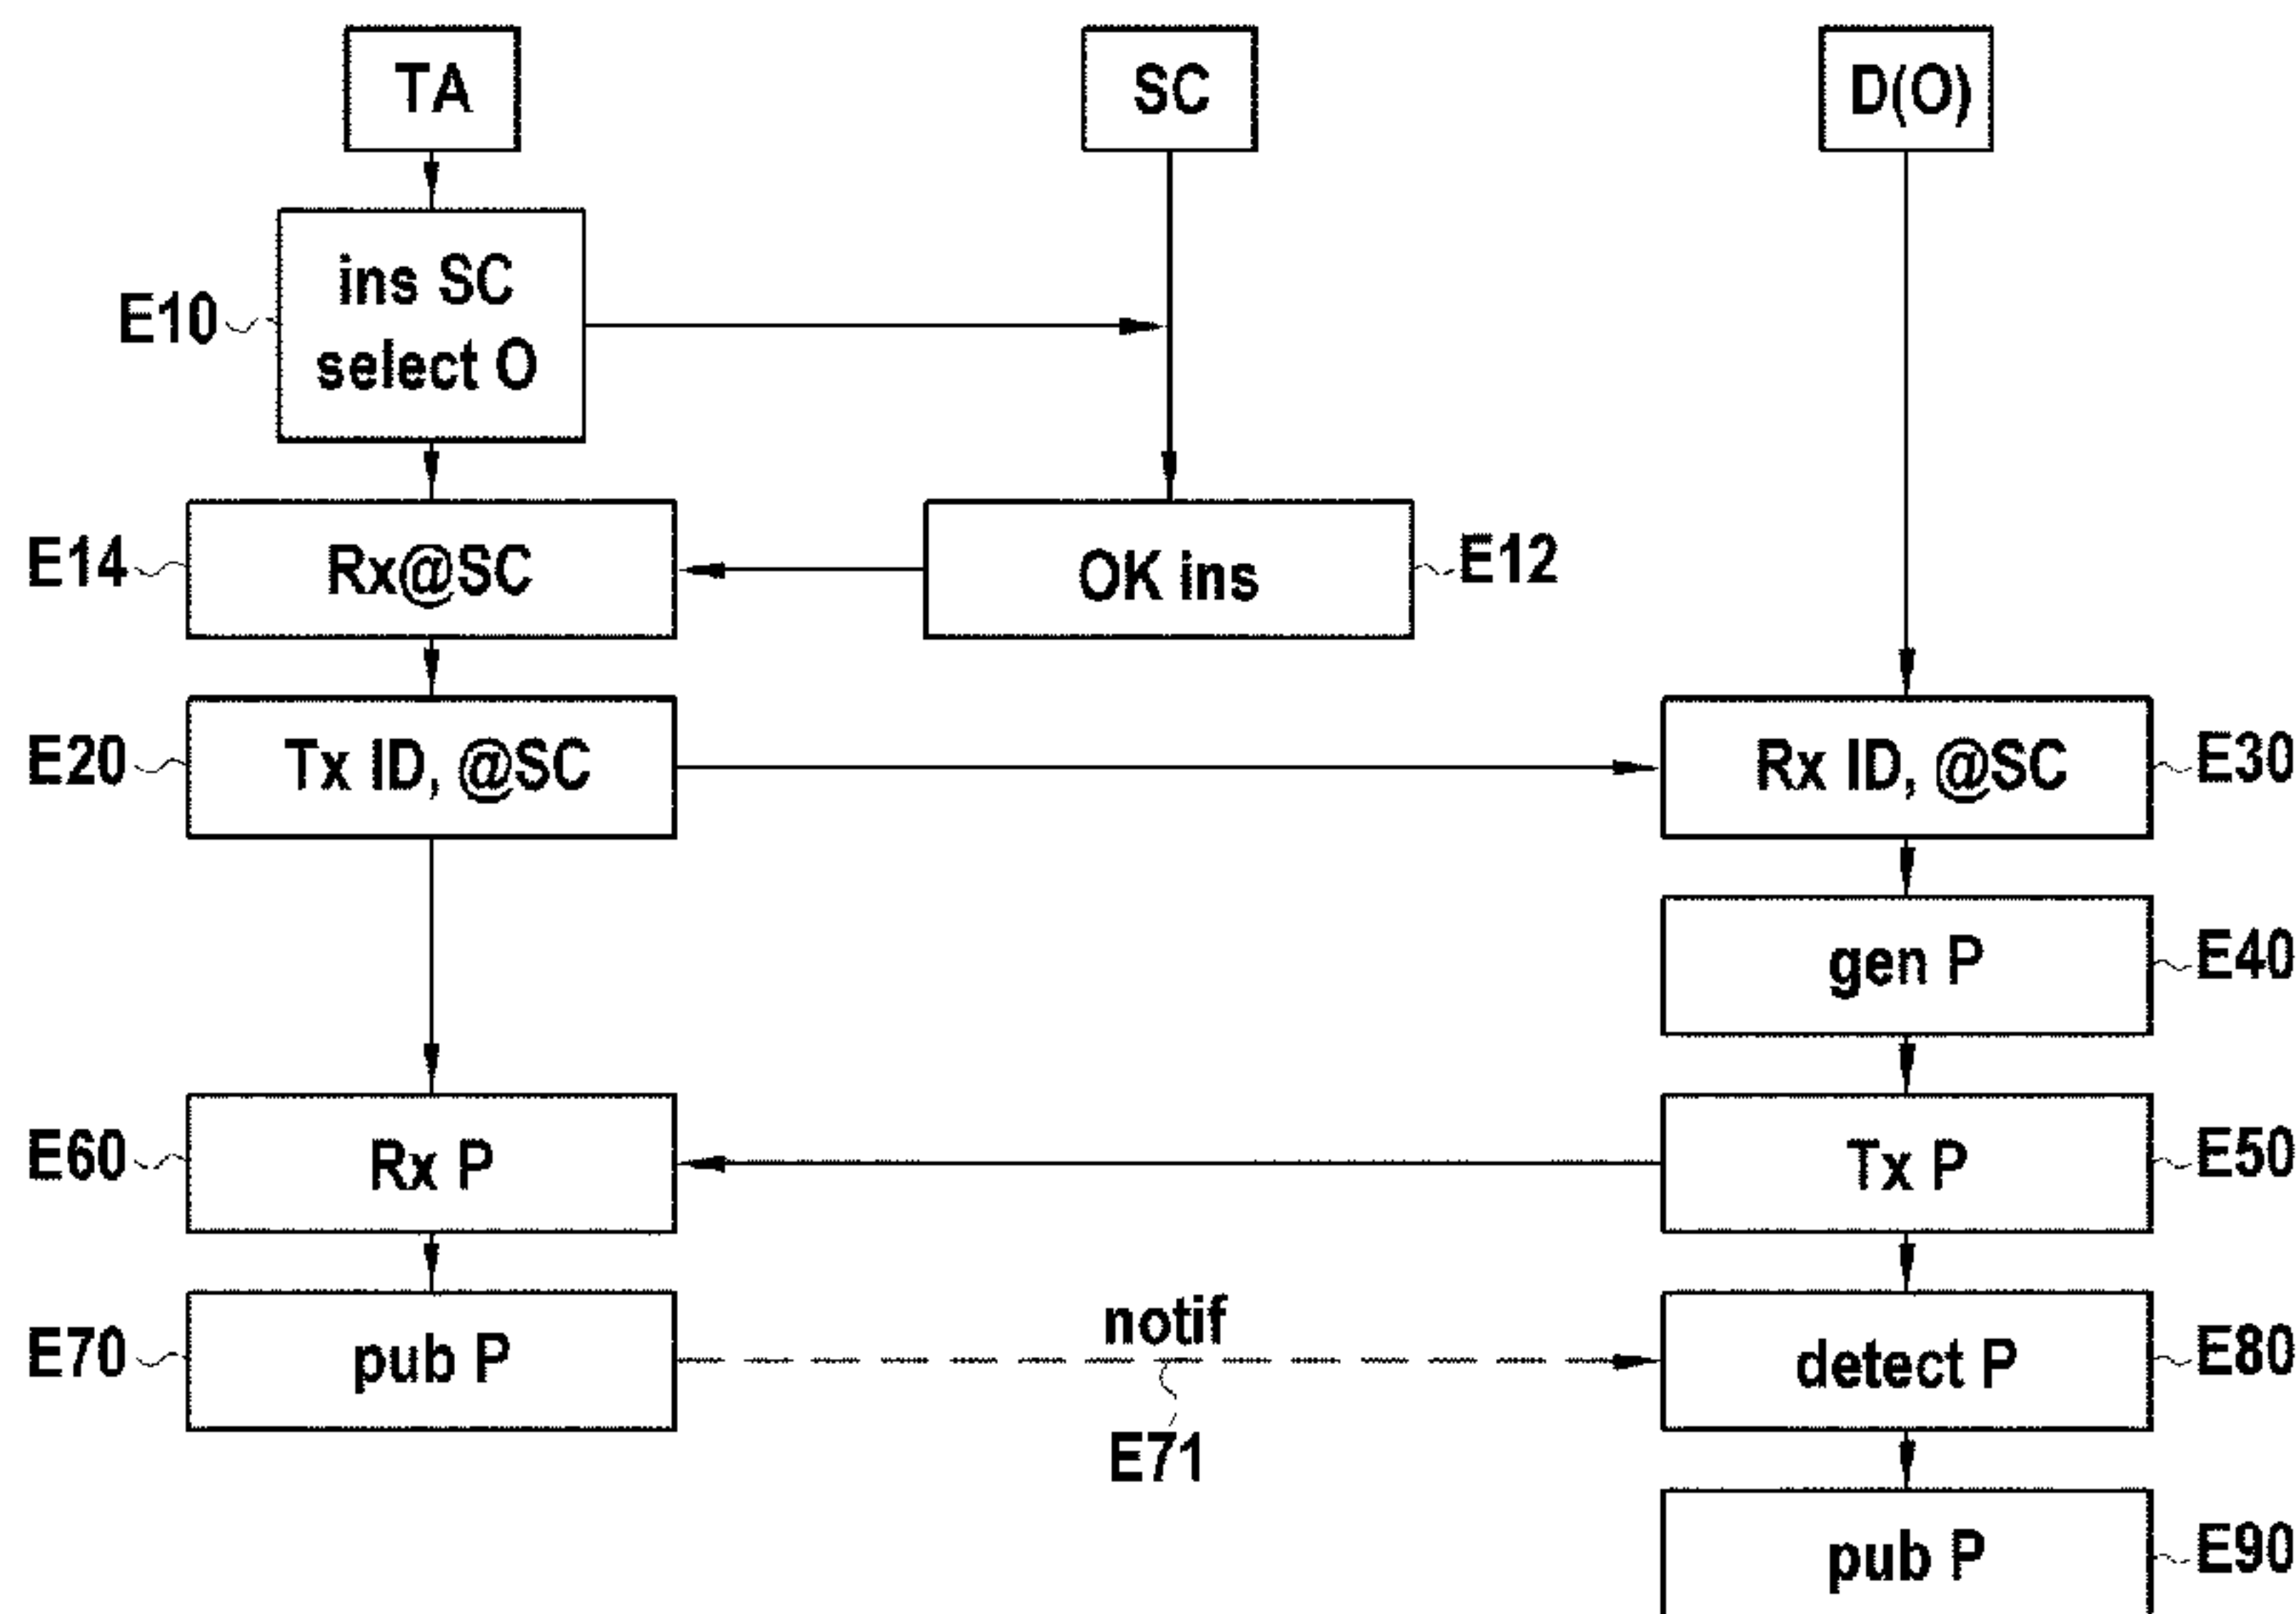 TA
SC
D(O)
E10
ins SC
select O
E14
Rx@SC
OK ins
E12
E20
Tx ID, @SC
Rx ID, @SC
E30
gen P
E40
E60
Rx P
Tx P
E50
E70
pub P
notif
E71
detect P
E80
pub P
E90